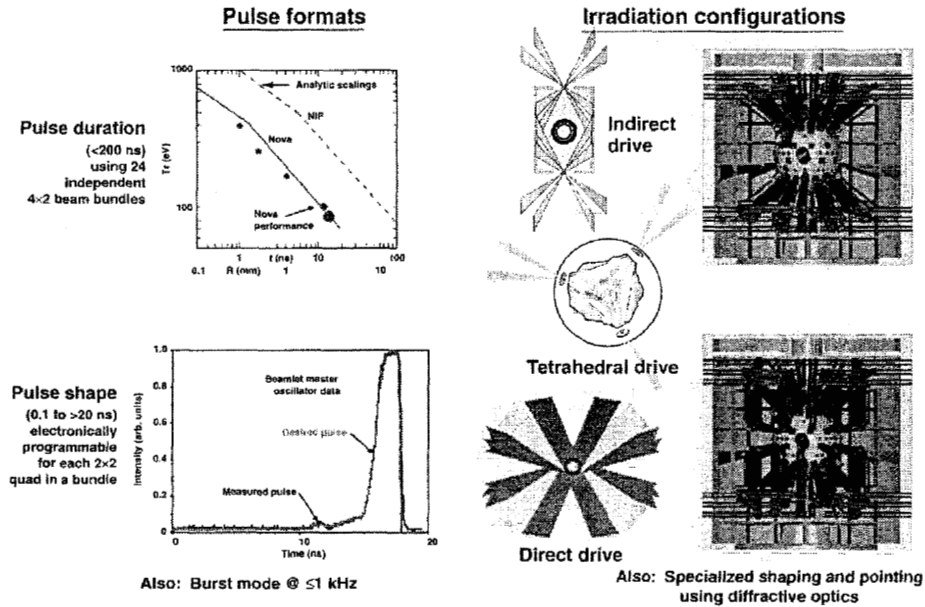 Pulse formats
Irradiation configurations
Pulse duration
(<200 ns)
using 24
independent
4×2 beam bundles
1000
100
Tr (eV)
Analytic scalings
NIF
Nova
Nova
performance
1
10
100
t (ns)
0.1
R (mm)
1
10
Indirect
drive
Tetrahedral drive
Direct drive
Pulse shape
(0.1 to >20 ns)
electronically
programmable
for each 2×2
quad in a bundle
Intensity (arb. units)
1.0
0.8
0.6
0.4
0.2
0
Beamlet master
oscillator data
Desired pulse
Measured pulse
0
10
20
Time (ns)
Also: Burst mode @ ≤1 kHz
Also: Specialized shaping and pointing
using diffractive optics